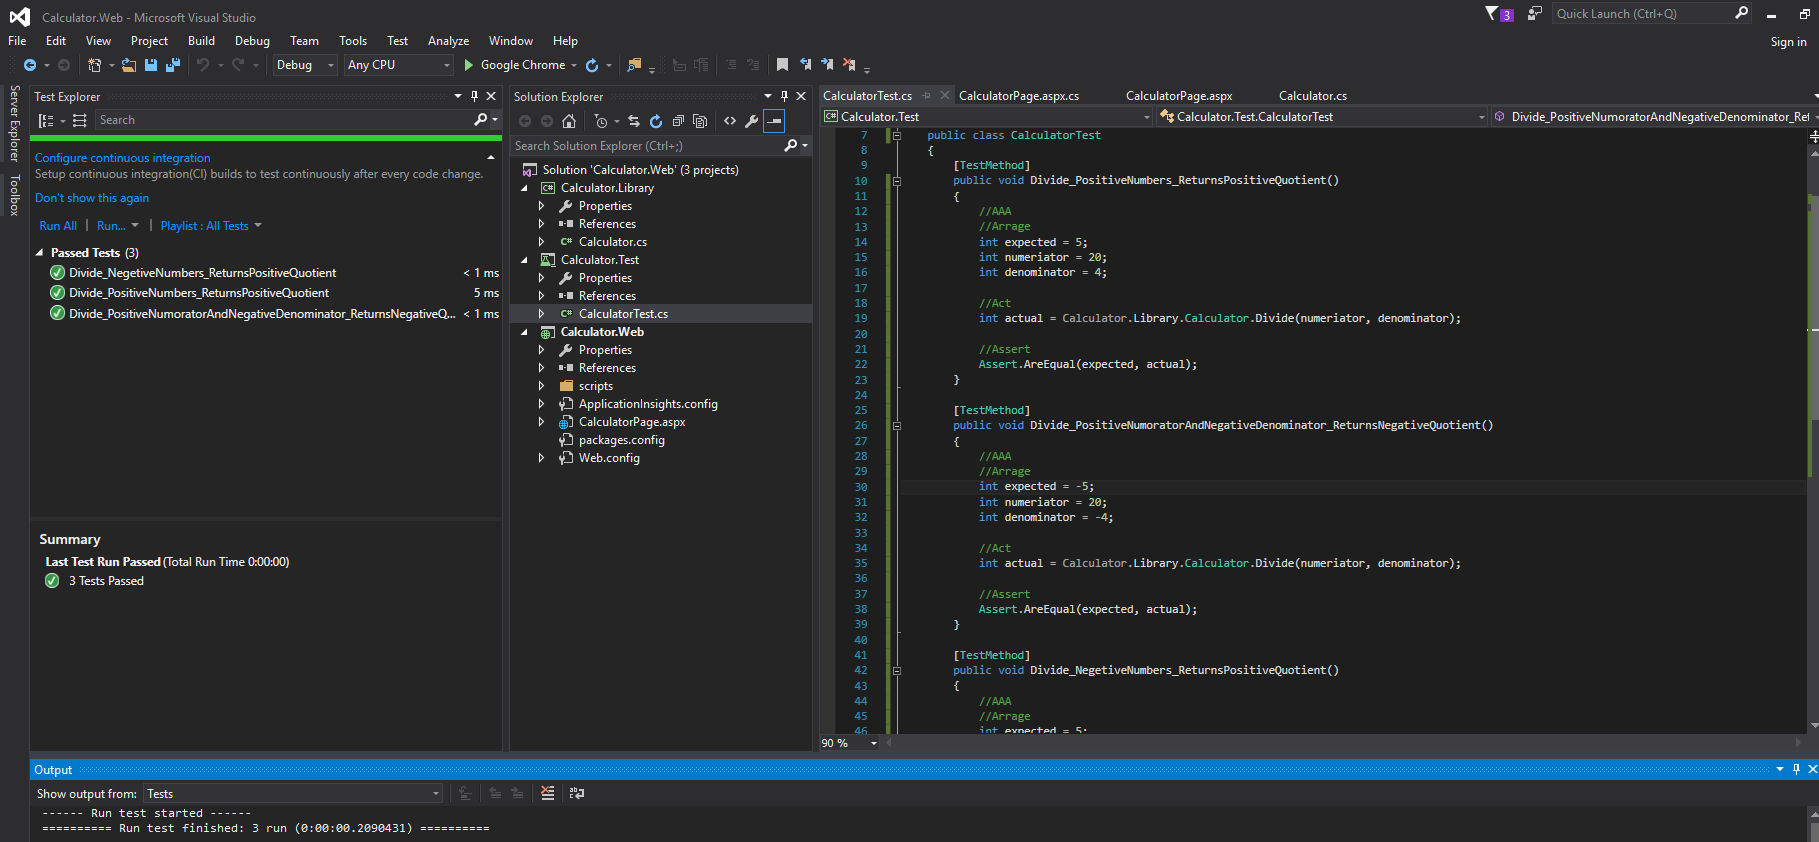 Calculator.Web - Microsoft Visual Studio
3
Quick Launch (Ctrl+Q)
File Edit View Project Build Debug Team Tools Test Analyze Window Help
Sign in
Debug Any CPU Google Chrome
Server Explorer
Toolbox
Test Explorer
Search
Configure continuous integration
Setup continuous integration(CI) builds to test continuously after every code change.
Don't show this again
Run All | Run... | Playlist : All Tests
Passed Tests (3)
Divide_NegetiveNumbers_ReturnsPositiveQuotient < 1 ms
Divide_PositiveNumbers_ReturnsPositiveQuotient 5 ms
Divide_PositiveNumoratorAndNegativeDenominator_ReturnsNegativeQ... < 1 ms
Summary
Last Test Run Passed (Total Run Time 0:00:00)
3 Tests Passed
Solution Explorer
Search Solution Explorer (Ctrl+;)
Solution 'Calculator.Web' (3 projects)
C# Calculator.Library
Properties
References
C# Calculator.cs
Calculator.Test
Properties
References
C# CalculatorTest.cs
Calculator.Web
Properties
References
scripts
ApplicationInsights.config
CalculatorPage.aspx
packages.config
Web.config
CalculatorTest.cs CalculatorPage.aspx.cs CalculatorPage.aspx Calculator.cs
C# Calculator.Test Calculator.Test.CalculatorTest Divide_PositiveNumoratorAndNegativeDenominator_Ret
7 public class CalculatorTest
8 {
9 [TestMethod]
10 public void Divide_PositiveNumbers_ReturnsPositiveQuotient()
11 {
12 //AAA
13 //Arrage
14 int expected = 5;
15 int numeriator = 20;
16 int denominator = 4;
17
18 //Act
19 int actual = Calculator.Library.Calculator.Divide(numeriator, denominator);
20
21 //Assert
22 Assert.AreEqual(expected, actual);
23 }
24
25 [TestMethod]
26 public void Divide_PositiveNumoratorAndNegativeDenominator_ReturnsNegativeQuotient()
27 {
28 //AAA
29 //Arrage
30 int expected = -5;
31 int numeriator = 20;
32 int denominator = -4;
33
34 //Act
35 int actual = Calculator.Library.Calculator.Divide(numeriator, denominator);
36
37 //Assert
38 Assert.AreEqual(expected, actual);
39 }
40
41 [TestMethod]
42 public void Divide_NegetiveNumbers_ReturnsPositiveQuotient()
43 {
44 //AAA
45 //Arrage
46 int expected = 5;
90 %
Output
Show output from: Tests
------ Run test started ------
========== Run test finished: 3 run (0:00:00.2090431) ==========